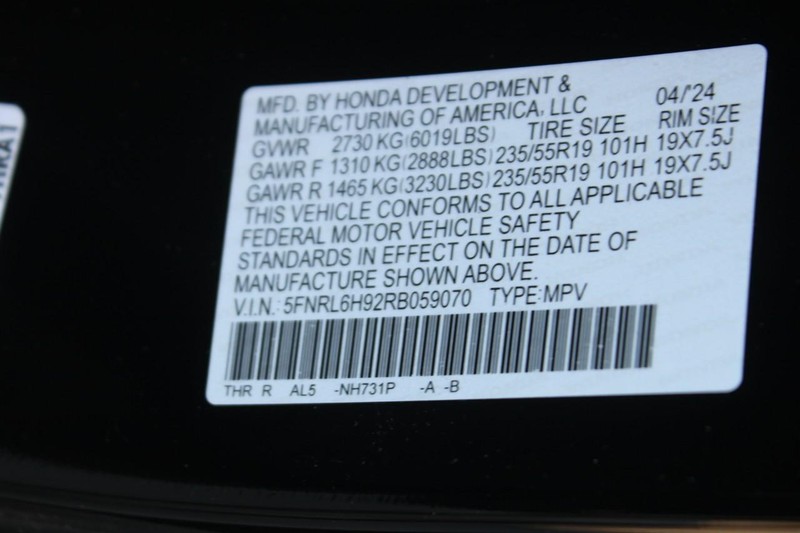 MFD. BY HONDA DEVELOPMENT &
MANUFACTURING OF AMERICA, LLC 04/'24
GVWR 2730 KG(6019LBS) TIRE SIZE RIM SIZE
GAWR F 1310 KG(2888LBS) 235/55R19 101H 19X7.5J
GAWR R 1465 KG(3230LBS) 235/55R19 101H 19X7.5J
THIS VEHICLE CONFORMS TO ALL APPLICABLE
FEDERAL MOTOR VEHICLE SAFETY
STANDARDS IN EFFECT ON THE DATE OF
MANUFACTURE SHOWN ABOVE.
V.I.N.: 5FNRL6H92RB059070 TYPE:MPV
THR R AL5 -NH731P -A -B